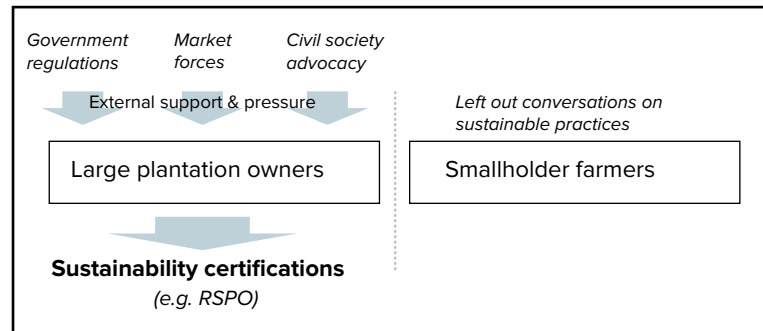 Government
regulations
Market
forces
Civil society
advocacy
External support & pressure
Large plantation owners
Sustainability certifications
(e.g. RSPO)
Left out conversations on
sustainable practices
Smallholder farmers